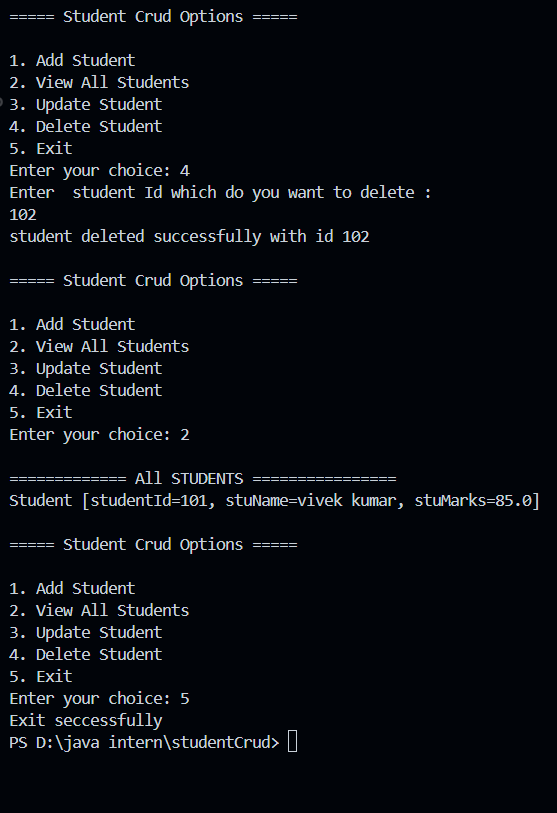 ===== Student Crud Options =====
1. Add Student
2. View All Students
3. Update Student
4. Delete Student
5. Exit
Enter your choice: 4
Enter  student Id which do you want to delete :
102
student deleted successfully with id 102
===== Student Crud Options =====
1. Add Student
2. View All Students
3. Update Student
4. Delete Student
5. Exit
Enter your choice: 2
============= All STUDENTS ================
Student [studentId=101, stuName=vivek kumar, stuMarks=85.0]
===== Student Crud Options =====
1. Add Student
2. View All Students
3. Update Student
4. Delete Student
5. Exit
Enter your choice: 5
Exit seccessfully
PS D:\java intern\studentCrud>